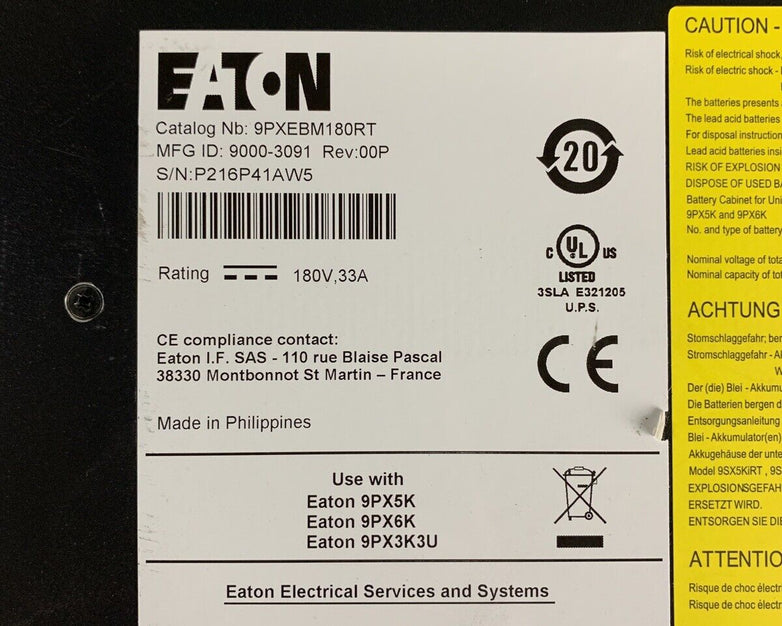 EATON
Catalog Nb: 9PXEBM180RT
MFG ID: 9000-3091 Rev:00P
S/N:P216P41AW5
Rating 180V,33A
CE compliance contact:
Eaton I.F. SAS - 110 rue Blaise Pascal
38330 Montbonnot St Martin – France
Made in Philippines
20
C UL US
LISTED
3SLA E321205
U.P.S.
CE
Use with
Eaton 9PX5K
Eaton 9PX6K
Eaton 9PX3K3U
Eaton Electrical Services and Systems
CAUTION -
Risk of electrical shock,
Risk of electric shock -
The batteries presents
The lead acid batteries
For disposal instruction
Lead acid batteries insi
RISK OF EXPLOSION
DISPOSE OF USED BA
Battery Cabinet for Uni
9PX5K and 9PX6K
No. and type of battery
Nominal voltage of tota
Nominal capacity of tot
ACHTUNG
Stomschlaggefahr; ber
Stromschlaggefahr - Al
W
Der (die) Blei - Akkumu
Die Batterien bergen d
Entsorgungsanleitung
Blei - Akkumulator(en)
Akkugehäuse der unte
Model 9SX5KiRT , 9S
EXPLOSIONSGEFAH
ERSETZT WIRD.
ENTSORGEN SIE DIE
ATTENTIO
Risque de choc électr
Risque de choc électr